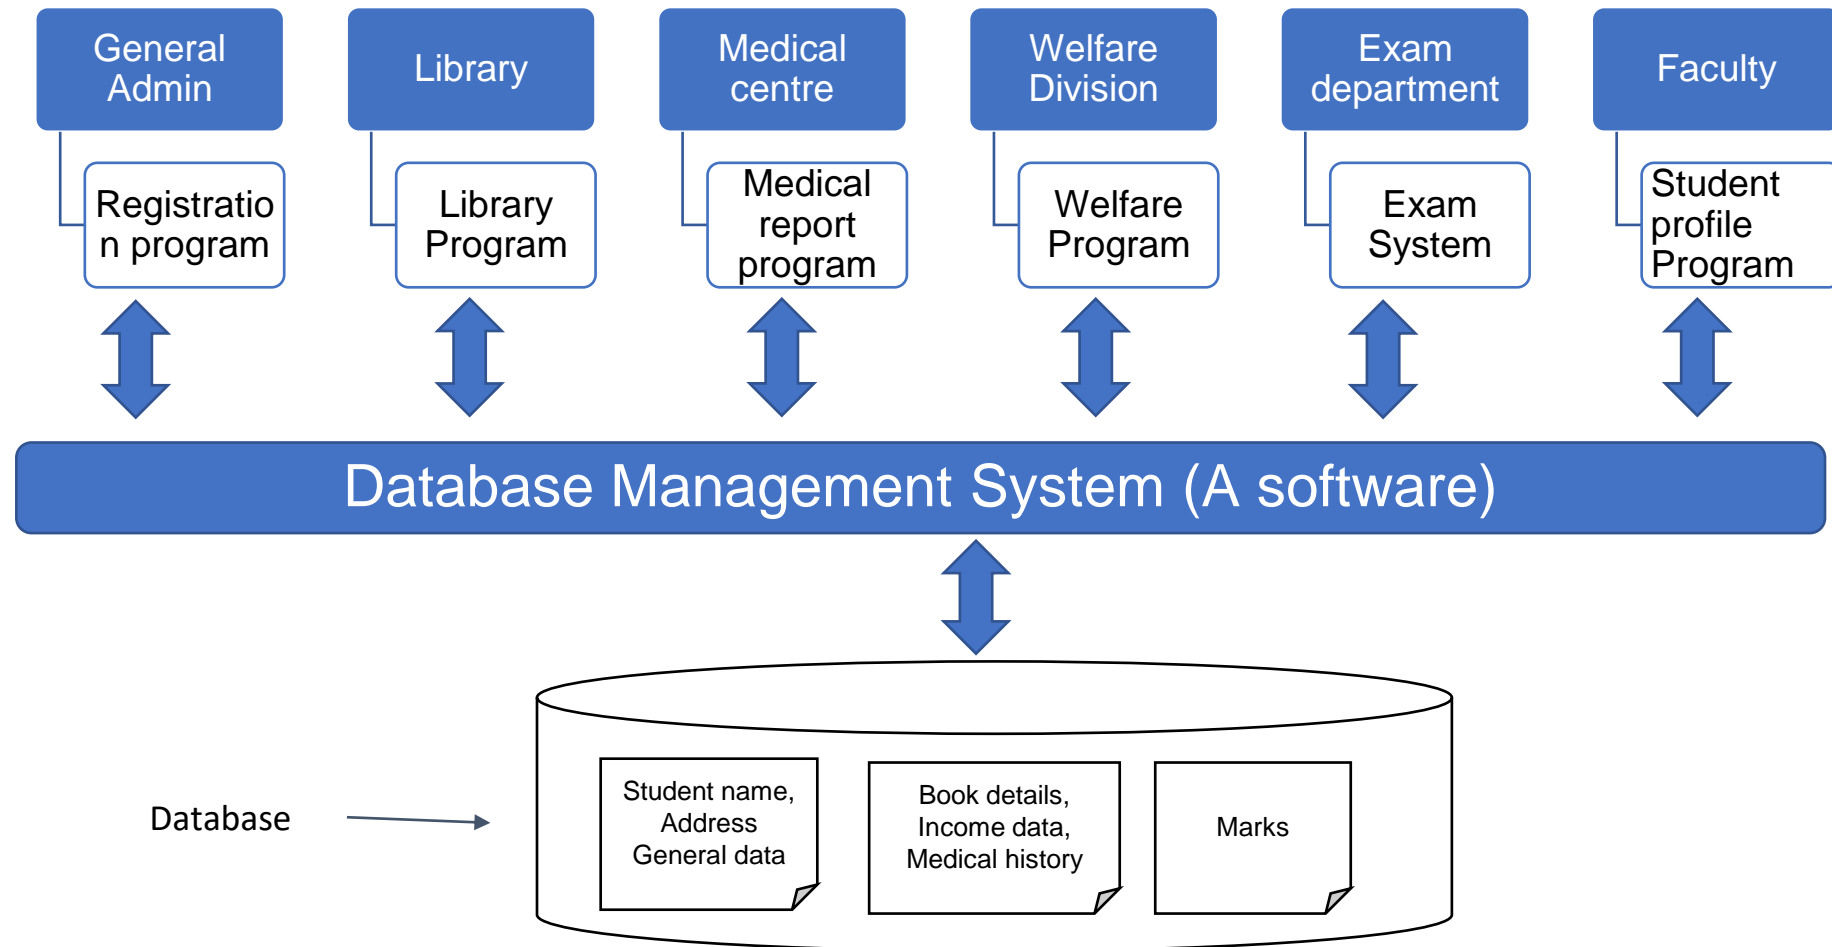 General
Admin
Library
Medical
centre
Welfare
Division
Exam
department
Faculty
Registratio
n program
Library
Program
Medical
report
program
Welfare
Program
Exam
System
Student
profile
Program
Database Management System (A software)
Database
Student name,
Address
General data
Book details,
Income data,
Medical history
Marks